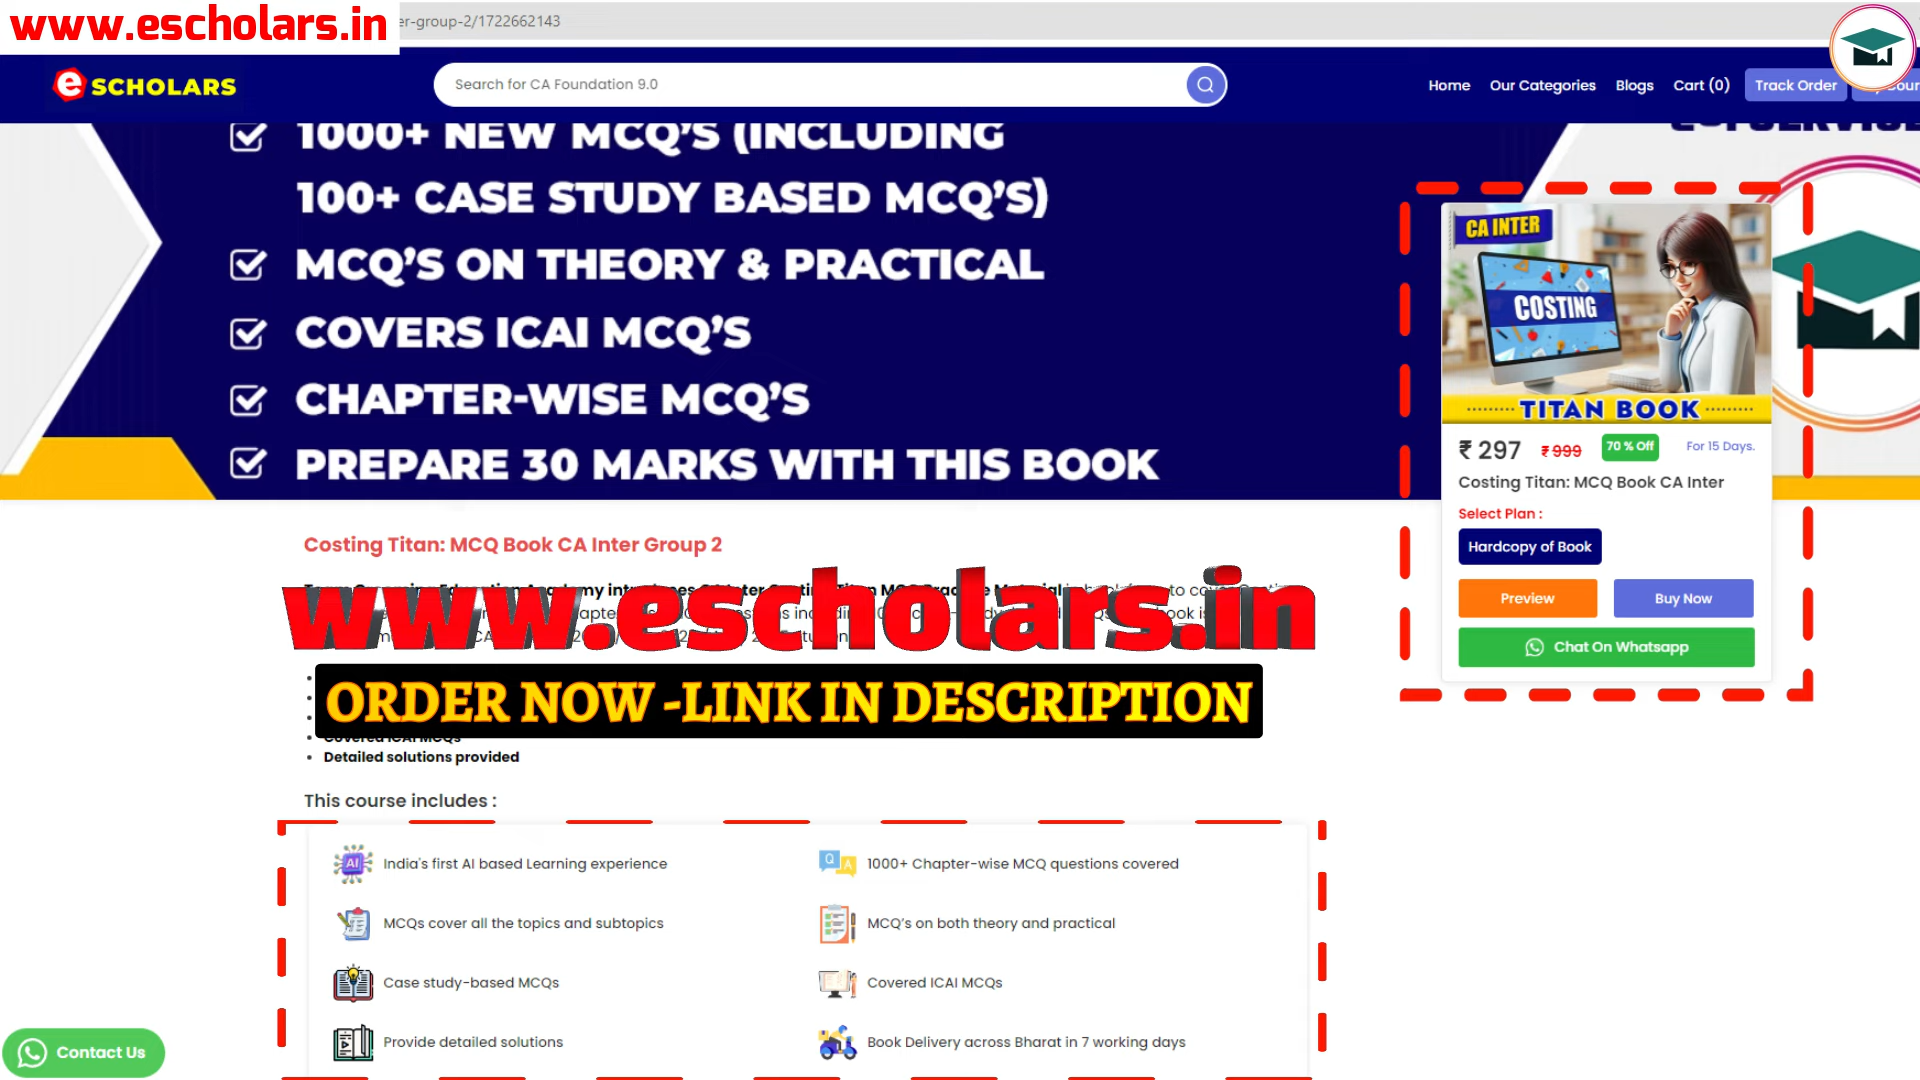 www.escholars.in
er-group-2/1722662143
e SCHOLARS
Search for CA Foundation 9.0
Home
Our Categories
Blogs
Cart (0)
Track Order
1000+ NEW MCQ'S (INCLUDING
100+ CASE STUDY BASED MCQ'S)
MCQ'S ON THEORY & PRACTICAL
COVERS ICAI MCQ'S
CHAPTER-WISE MCQ'S
PREPARE 30 MARKS WITH THIS BOOK
CA INTER
COSTING
TITAN BOOK
₹ 297 ₹ 999 70 % Off For 15 Days.
Costing Titan: MCQ Book CA Inter
Select Plan :
Hardcopy of Book
Preview
Buy Now
Chat On Whatsapp
Costing Titan: MCQ Book CA Inter Group 2
www.escholars.in
ORDER NOW -LINK IN DESCRIPTION
Covered ICAI MCQs
Detailed solutions provided
This course includes :
AI
India's first AI based Learning experience
Q A
1000+ Chapter-wise MCQ questions covered
MCQs cover all the topics and subtopics
MCQ's on both theory and practical
Case study-based MCQs
Covered ICAI MCQs
Provide detailed solutions
Book Delivery across Bharat in 7 working days
Contact Us